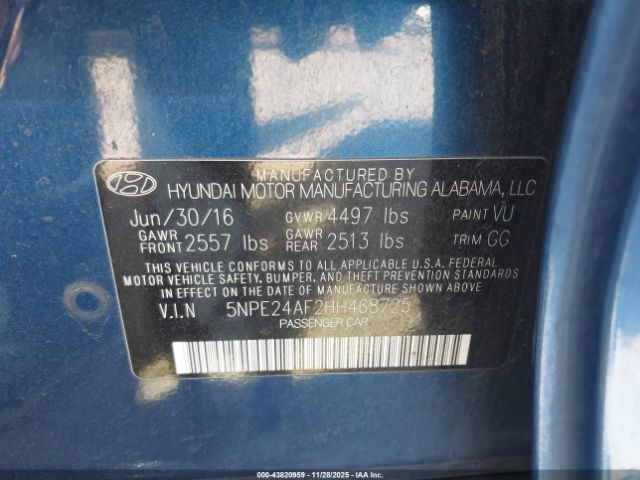 MANUFACTURED BY
HYUNDAI MOTOR MANUFACTURING ALABAMA, LLC
Jun/30/16 GVWR 4497 lbs PAINT VU
GAWR FRONT 2557 lbs GAWR REAR 2513 lbs TRIM GG
THIS VEHICLE CONFORMS TO ALL APPLICABLE U.S.A. FEDERAL
MOTOR VEHICLE SAFETY, BUMPER, AND THEFT PREVENTION STANDARDS
IN EFFECT ON THE DATE OF MANUFACTURE SHOWN ABOVE
V.I.N 5NPE24AF2HH468725
PASSENGER CAR
000-43820959 | 11/28/2025 | IAAI.COM